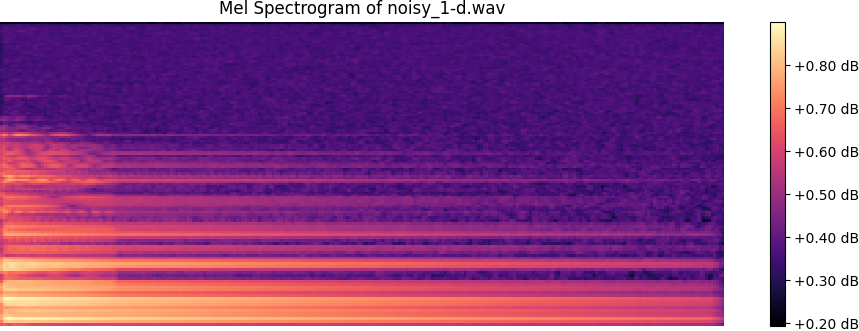 Mel Spectrogram of noisy_1-d.wav
+0.80 dB
+0.70 dB
+0.60 dB
+0.50 dB
+0.40 dB
+0.30 dB
+0.20 dB